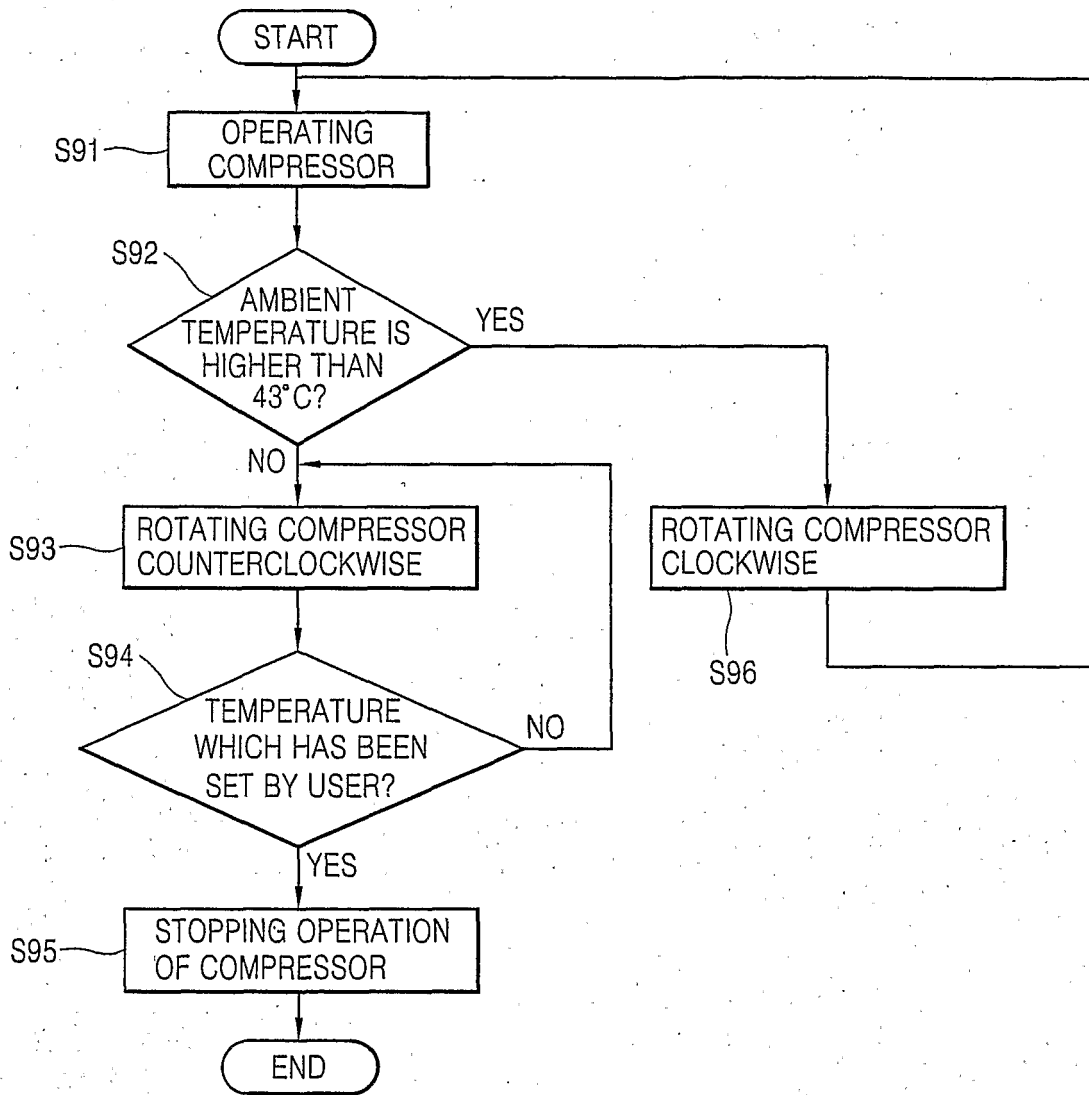 START
S91
OPERATING
COMPRESSOR
S92
AMBIENT
TEMPERATURE IS
HIGHER THAN
43°C?
YES
NO
S93
ROTATING COMPRESSOR
COUNTERCLOCKWISE
ROTATING COMPRESSOR
CLOCKWISE
S96
S94
TEMPERATURE
WHICH HAS BEEN
SET BY USER?
NO
YES
S95
STOPPING OPERATION
OF COMPRESSOR
END